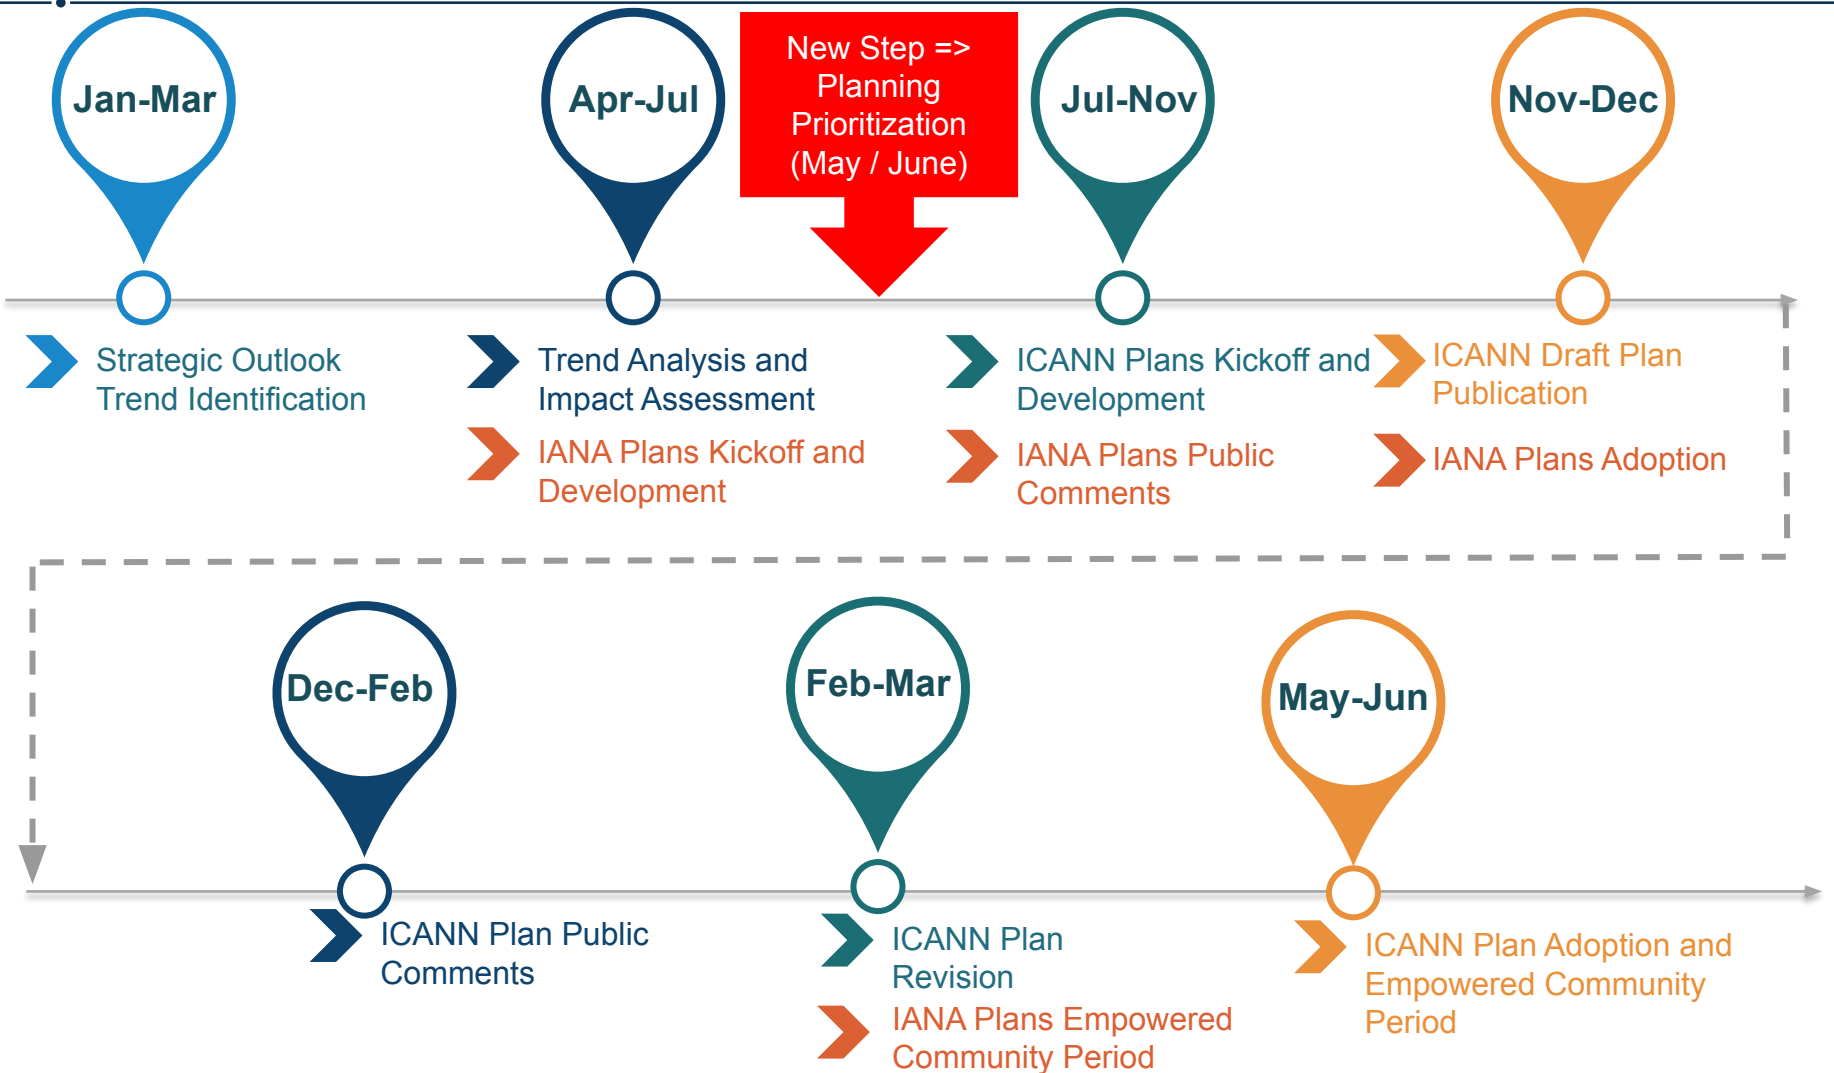 Jan-Mar
Apr-Jul
New Step =>
Planning
Prioritization
(May / June)
Jul-Nov
Nov-Dec
Strategic Outlook
Trend Identification
Trend Analysis and
Impact Assessment
IANA Plans Kickoff and
Development
ICANN Plans Kickoff and
Development
IANA Plans Public
Comments
ICANN Draft Plan
Publication
IANA Plans Adoption
Dec-Feb
Feb-Mar
May-Jun
ICANN Plan Public
Comments
ICANN Plan
Revision
IANA Plans Empowered
Community Period
ICANN Plan Adoption and
Empowered Community
Period